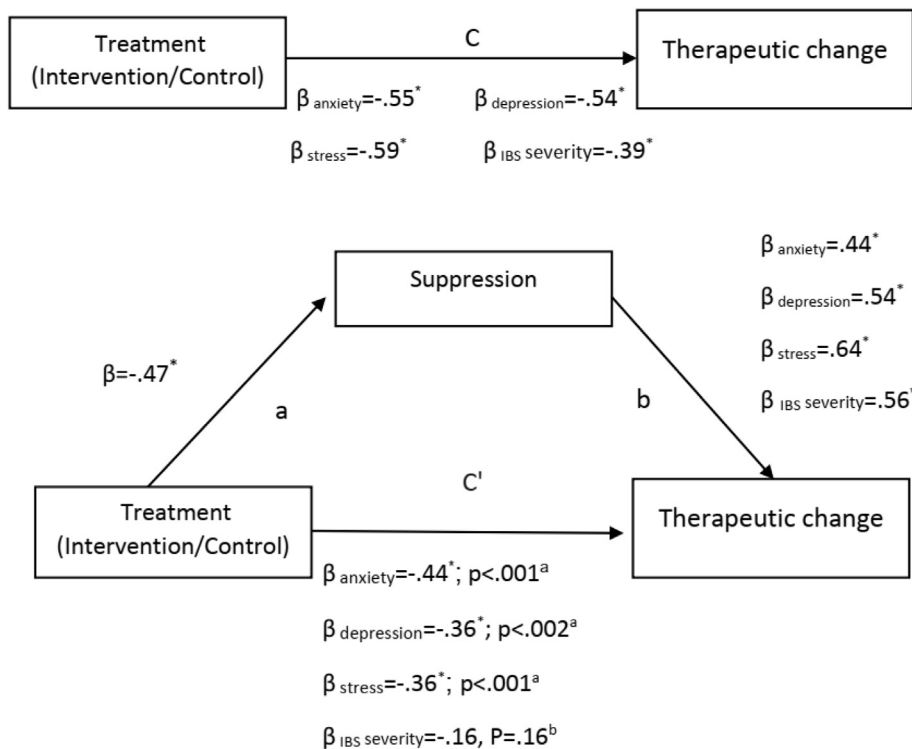 Treatment
(Intervention/Control)
C
Therapeutic change
β anxiety=-.55*
β depression=-.54*
β stress=-.59*
β IBS severity=-.39*
Suppression
β anxiety=.44*
β depression=.54*
β stress=.64*
β IBS severity=.56*
β=-.47*
a
b
Treatment
(Intervention/Control)
C'
Therapeutic change
β anxiety=-.44*; p<.001a
β depression=-.36*; p<.002a
β stress=-.36*; p<.001a
β IBS severity=-.16, P=.16b